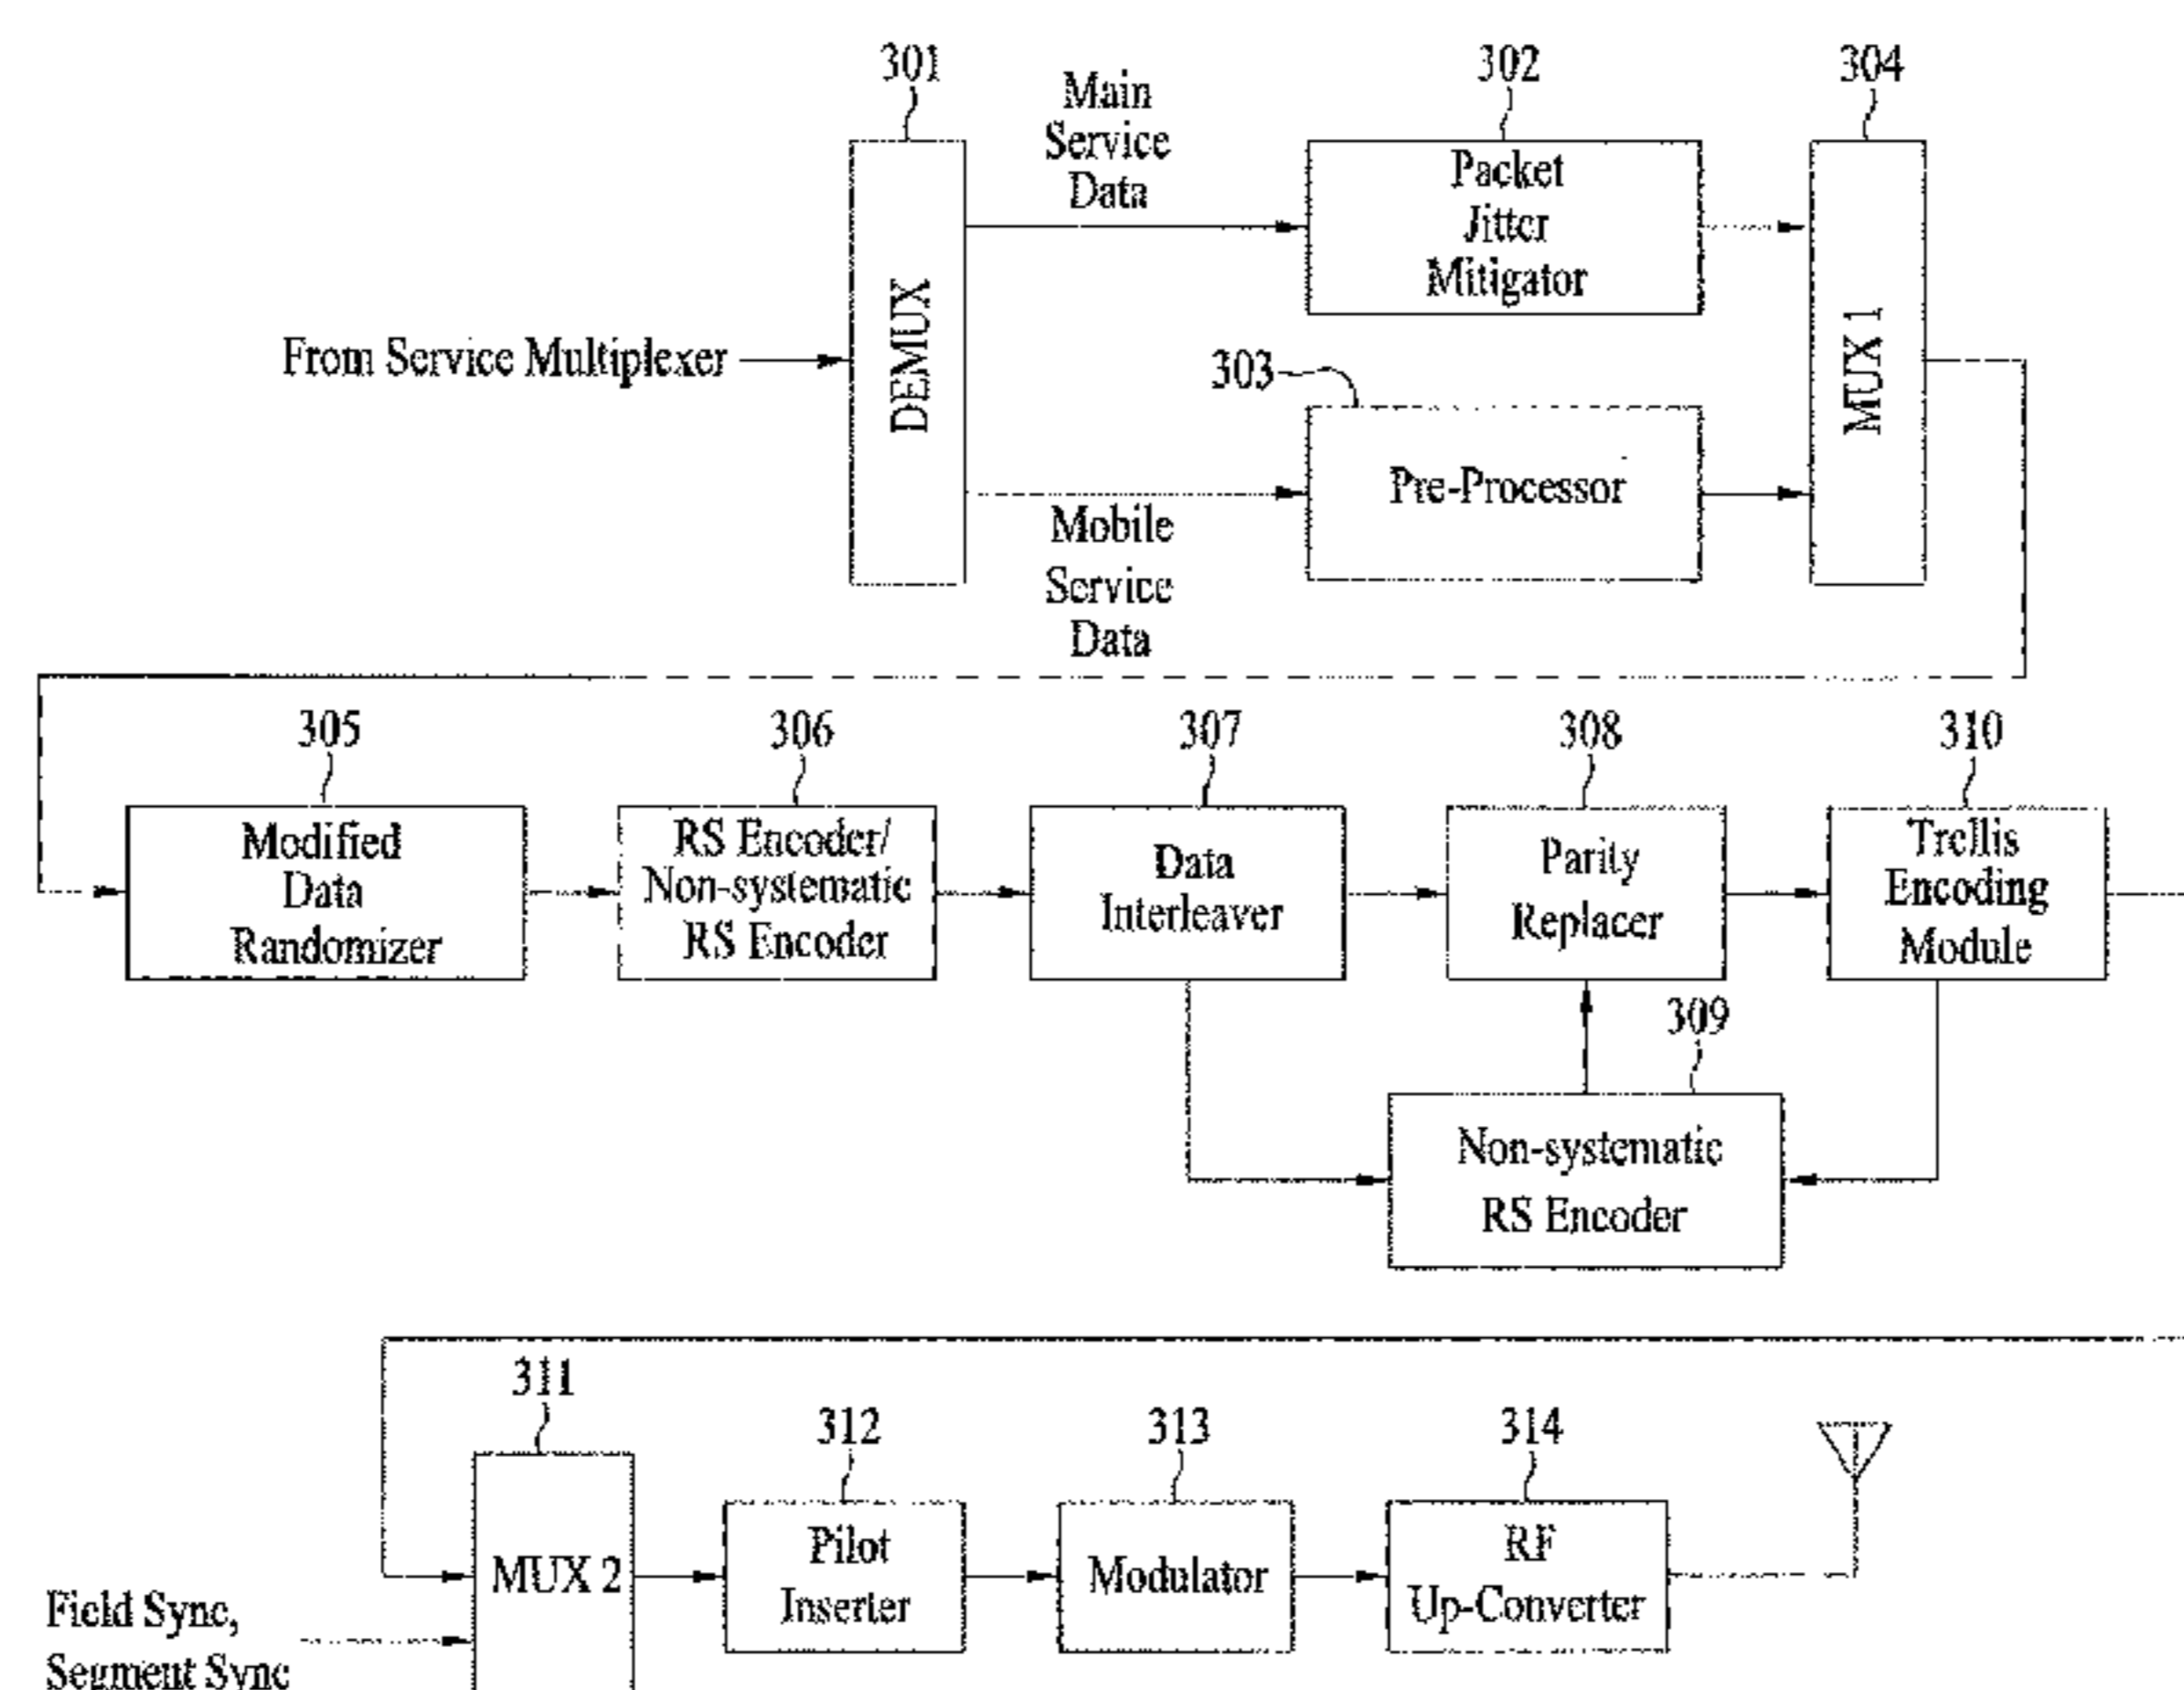 301
302
304
Main
Service
Data
Packet
Jitter
Mitigator
DEMUX
MUX 1
From Service Multiplexer
303
Pre-Processor
Mobile
Service
Data
305
306
307
308
310
Modified
Data
Randomizer
RS Encoder/
Non-systematic
RS Encoder
Data
Interleaver
Parity
Replacer
Trellis
Encoding
Module
309
Non-systematic
RS Encoder
311
312
313
314
MUX 2
Pilot
Inserter
Modulator
RF
Up-Converter
Field Sync,
Segment Sync